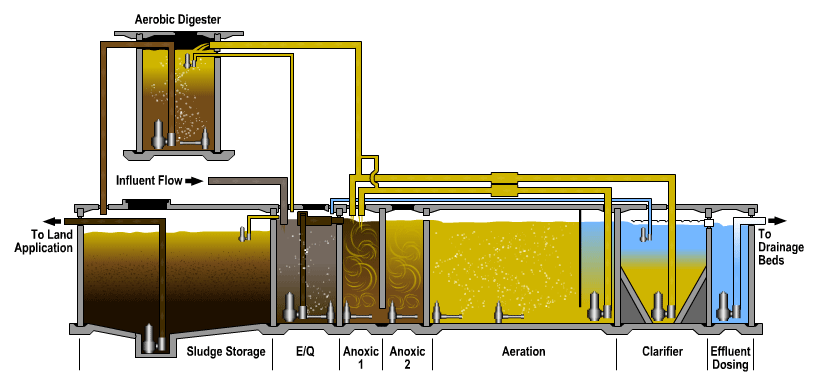 Aerobic Digester
Influent Flow
To Land
Application
To
Drainage
Beds
Sludge Storage
E/Q
Anoxic
1
Anoxic
2
Aeration
Clarifier
Effluent
Dosing